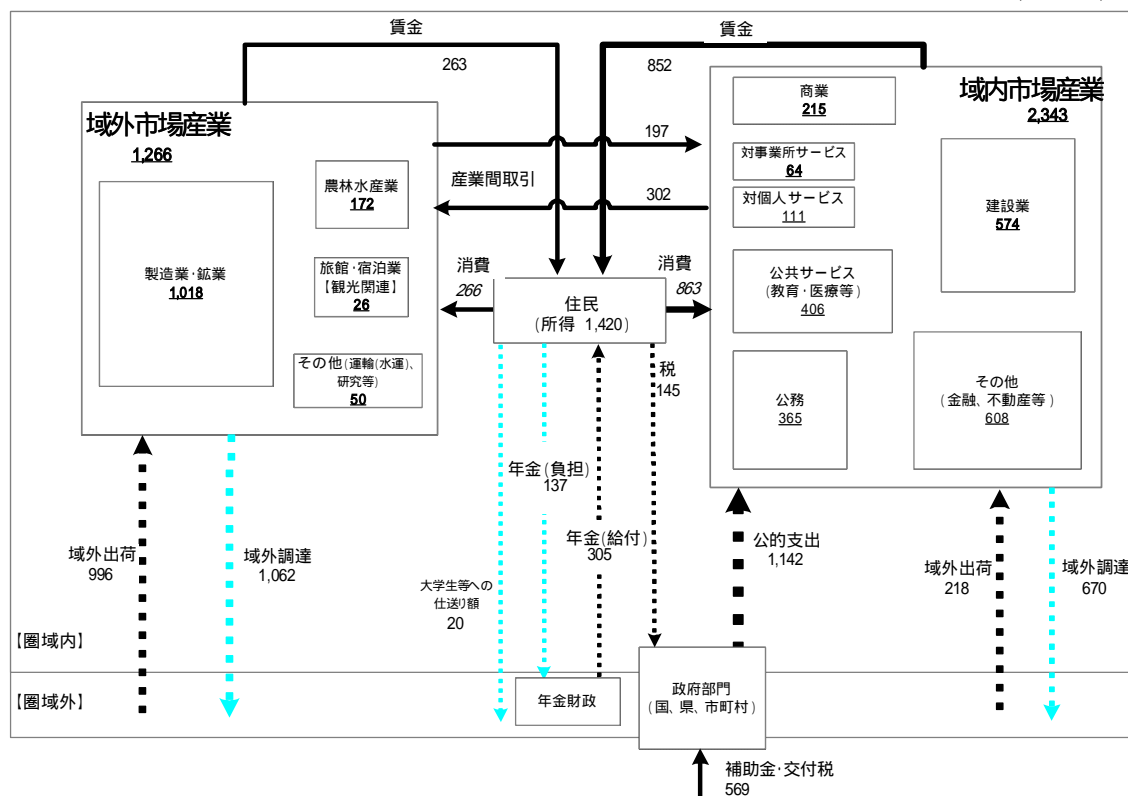 賃金
263
賃金
852
域外市場産業
1,266
農林水産業
172
製造業・鉱業
1,018
旅館・宿泊業
【観光関連】
26
その他(運輸(水運)、
研究等)
50
197
産業間取引
302
域内市場産業
2,343
商業
215
対事業所サービス
64
対個人サービス
111
建設業
574
公共サービス
(教育・医療等)
406
公務
365
その他
(金融、不動産等)
608
消費
266
消費
863
住民
(所得 1,420)
税
145
年金(負担)
137
年金(給付)
305
大学生等への
仕送り額
20
域外出荷
996
域外調達
1,062
公的支出
1,142
域外出荷
218
域外調達
670
【圏域内】
【圏域外】
年金財政
政府部門
(国、県、市町村)
補助金・交付税
569